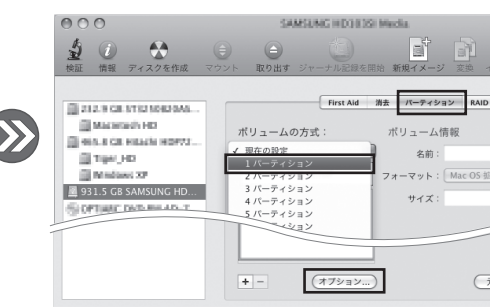 SAMSUNG HD103SI Media
検証 情報 ディスクを作成 マウント 取り出す ジャーナル記録を開始 新規イメージ 変換
First Aid 消去 パーティション RAID
Macintosh HD
Tiger_HD
Windows XP
931.5 GB SAMSUNG HD...
ボリュームの方式：
✓ 現在の設定
1 パーティション
2 パーティション
3 パーティション
4 パーティション
5 パーティション
ボリューム情報
名前：
フォーマット： Mac OS 拡
サイズ：
+ −
オプション...